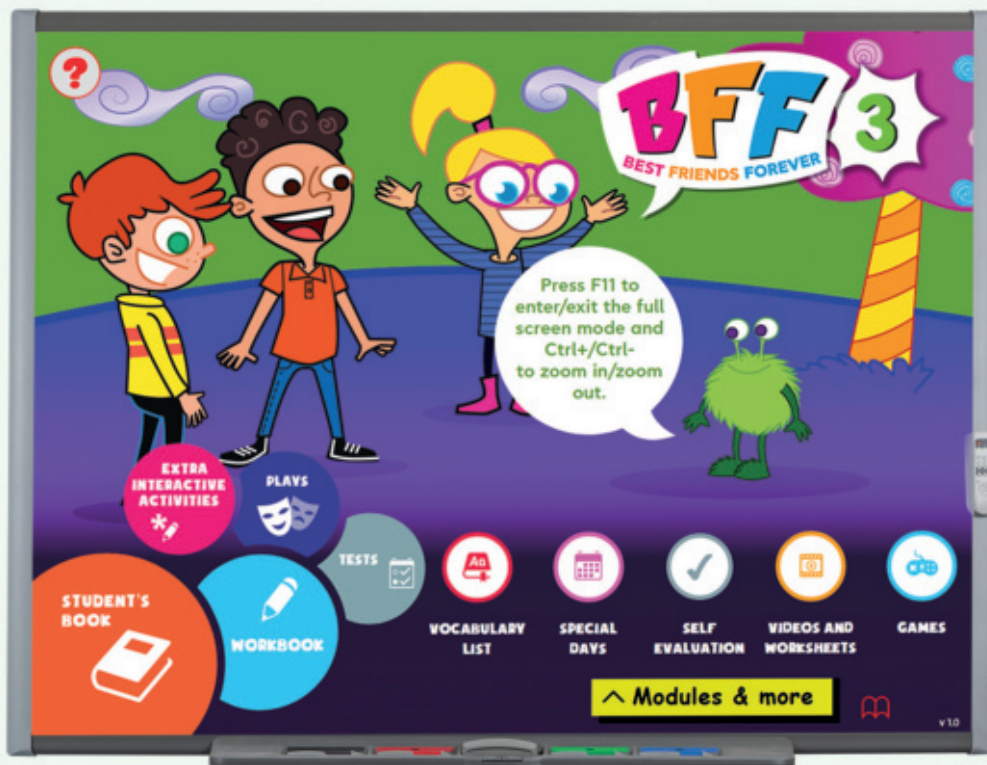 ?
BFF 3
BEST FRIENDS FOREVER
Press F11 to
enter/exit the full
screen mode and
Ctrl+/Ctrl-
to zoom in/zoom
out.
EXTRA
INTERACTIVE
ACTIVITIES
PLAYS
TESTS
STUDENT'S
BOOK
WORKBOOK
Aa
VOCABULARY
LIST
SPECIAL
DAYS
SELF
EVALUATION
VIDEOS AND
WORKSHEETS
GAMES
^ Modules & more
v 1.0